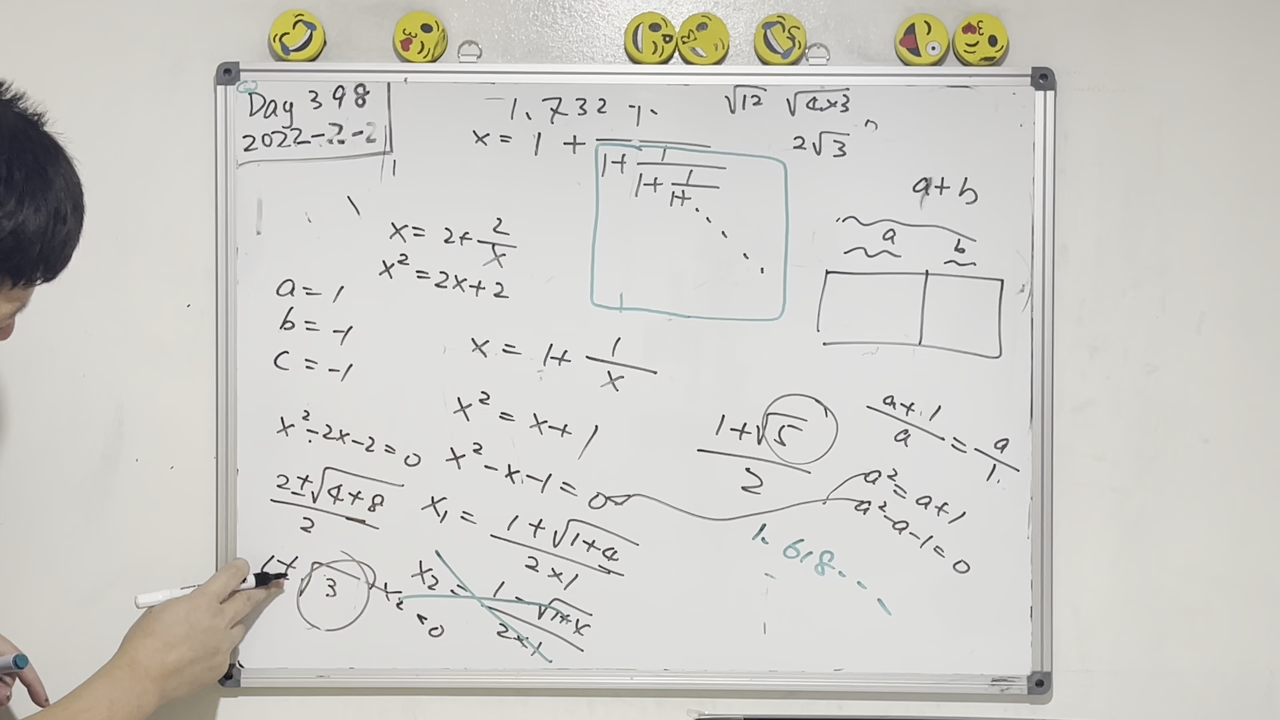 Day 398
2022-2-2
1.732
√12 √4×3
2√3
x = 1 +
1+ 1
1+ 1
1+ .....
a+b
a
b
x = 2+ 2/x
x² = 2x+2
a = 1
b = -1
c = -1
x = 1+ 1/x
x² = x+1
x² - x - 1 = 0
x²-2x-2=0
2±√4+8
2
1+ √3
x₁ = 1+√1+4
2×1
x₂ = 1-√1+4
2×1
x₂ <0
1+√5
2
a+1/a = a/1
a² = a+1
a²-a-1=0
1.618...